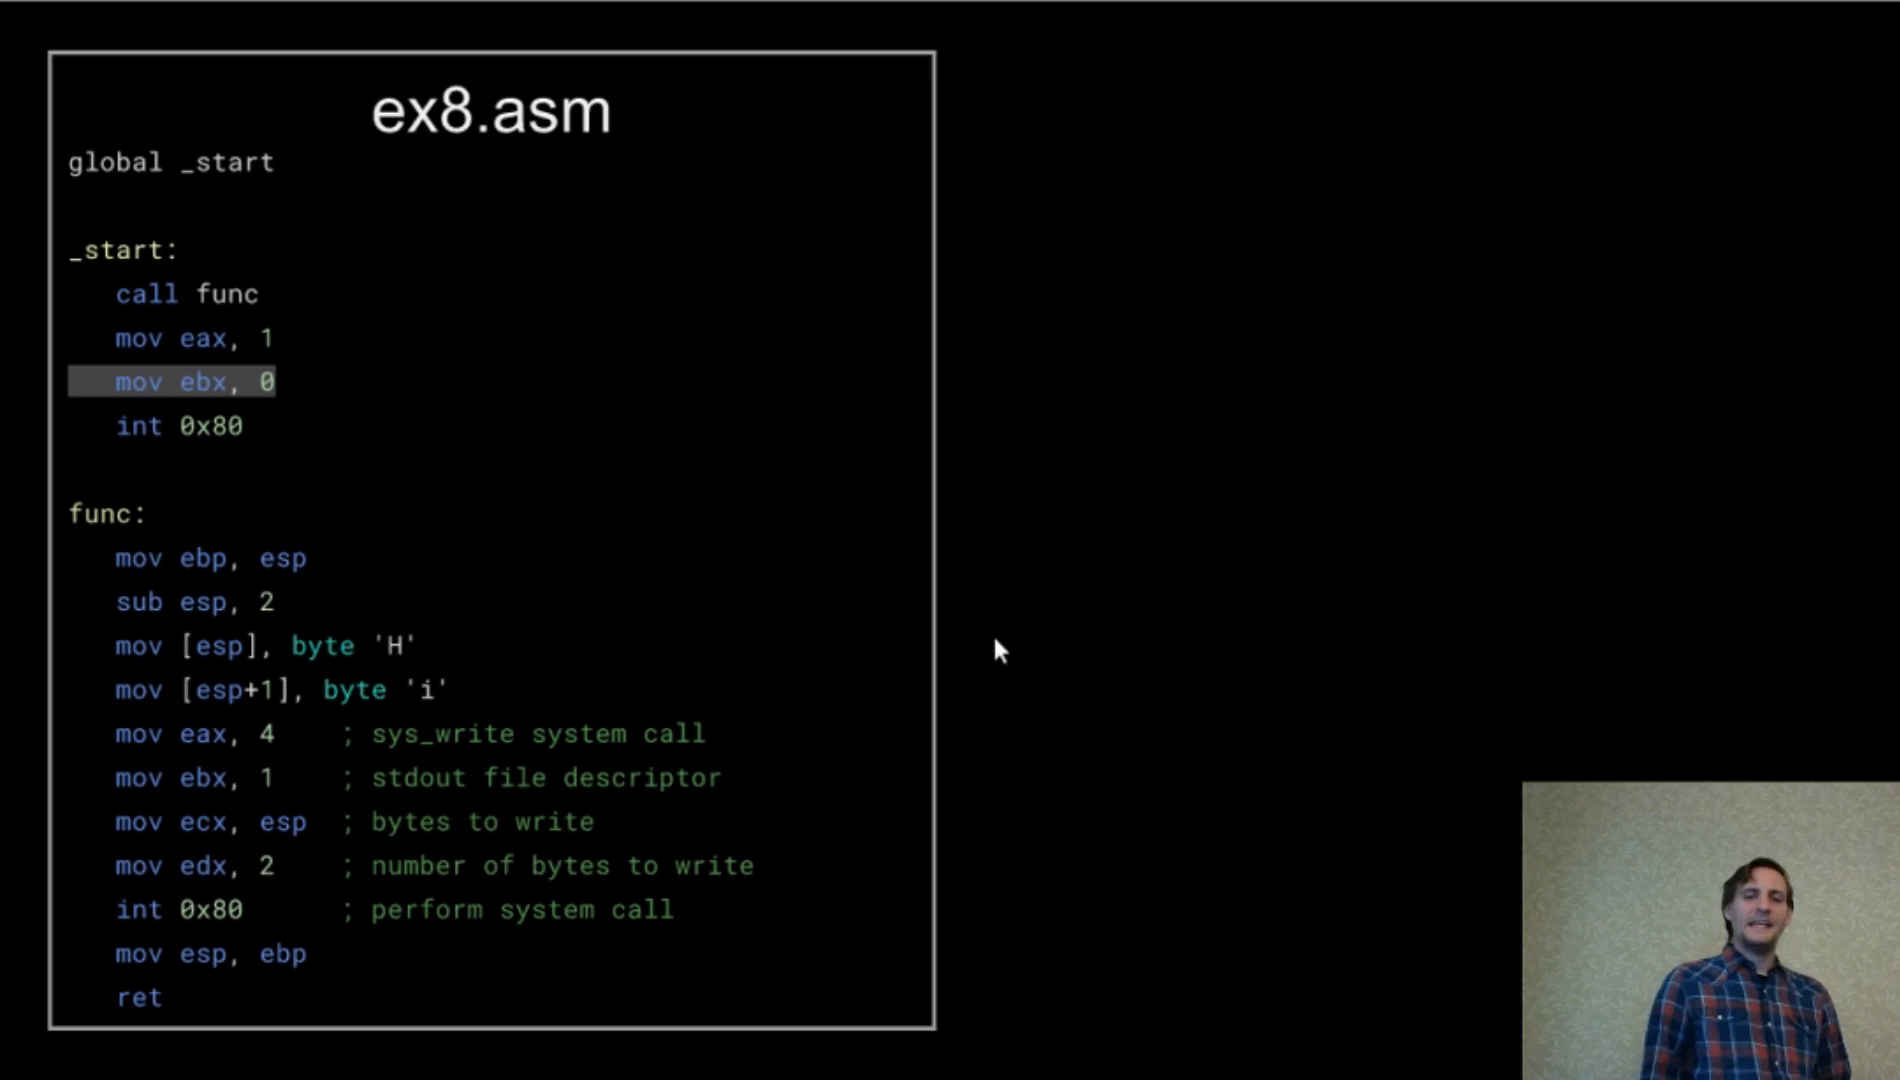 ex8.asm
global _start
_start:
call func
mov eax, 1
mov ebx, 0
int 0x80
func:
mov ebp, esp
sub esp, 2
mov [esp], byte 'H'
mov [esp+1], byte 'i'
mov eax, 4    ; sys_write system call
mov ebx, 1    ; stdout file descriptor
mov ecx, esp  ; bytes to write
mov edx, 2    ; number of bytes to write
int 0x80      ; perform system call
mov esp, ebp
ret